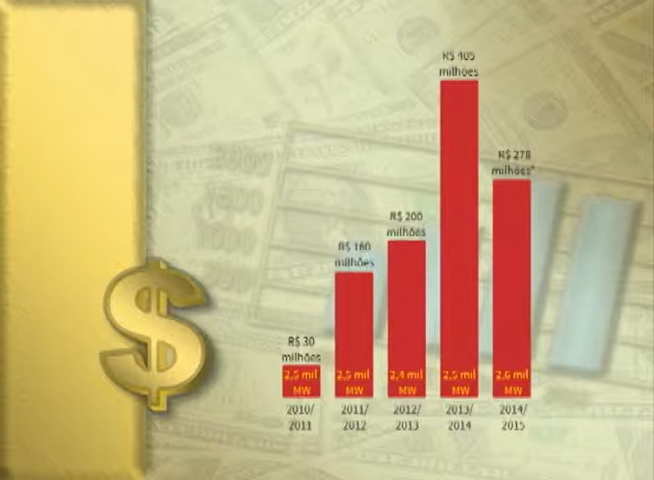 R$ 405
milhões
R$ 278
milhões*
R$ 200
milhões
R$ 160
milhões
R$ 30
milhões
2,5 mil
MW
2,5 mil
MW
2,4 mil
MW
2,5 mil
MW
2,6 mil
MW
2010/
2011
2011/
2012
2012/
2013
2013/
2014
2014/
2015
$